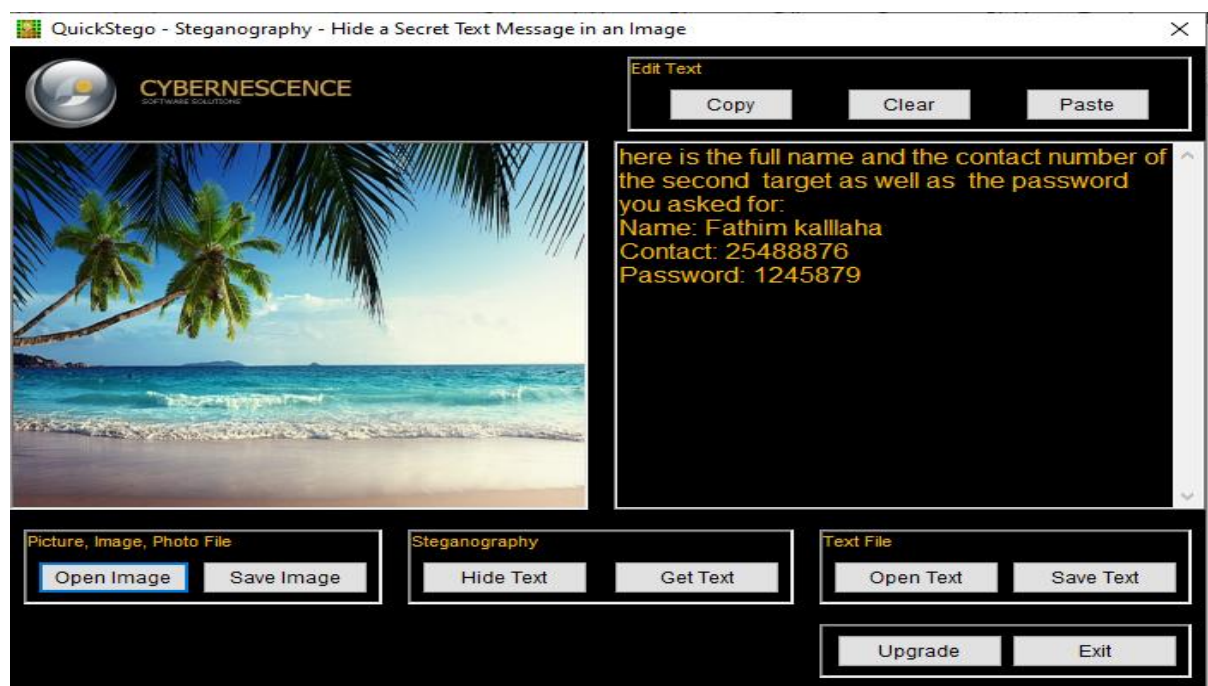 QuickStego - Steganography - Hide a Secret Text Message in an Image
CYBERNESCENCE
SOFTWARE SOLUTIONS
Edit Text
Copy
Clear
Paste
here is the full name and the contact number of
the second target as well as the password
you asked for:
Name: Fathim kalllaha
Contact: 25488876
Password: 1245879
Picture, Image, Photo File
Open Image
Save Image
Steganography
Hide Text
Get Text
Text File
Open Text
Save Text
Upgrade
Exit